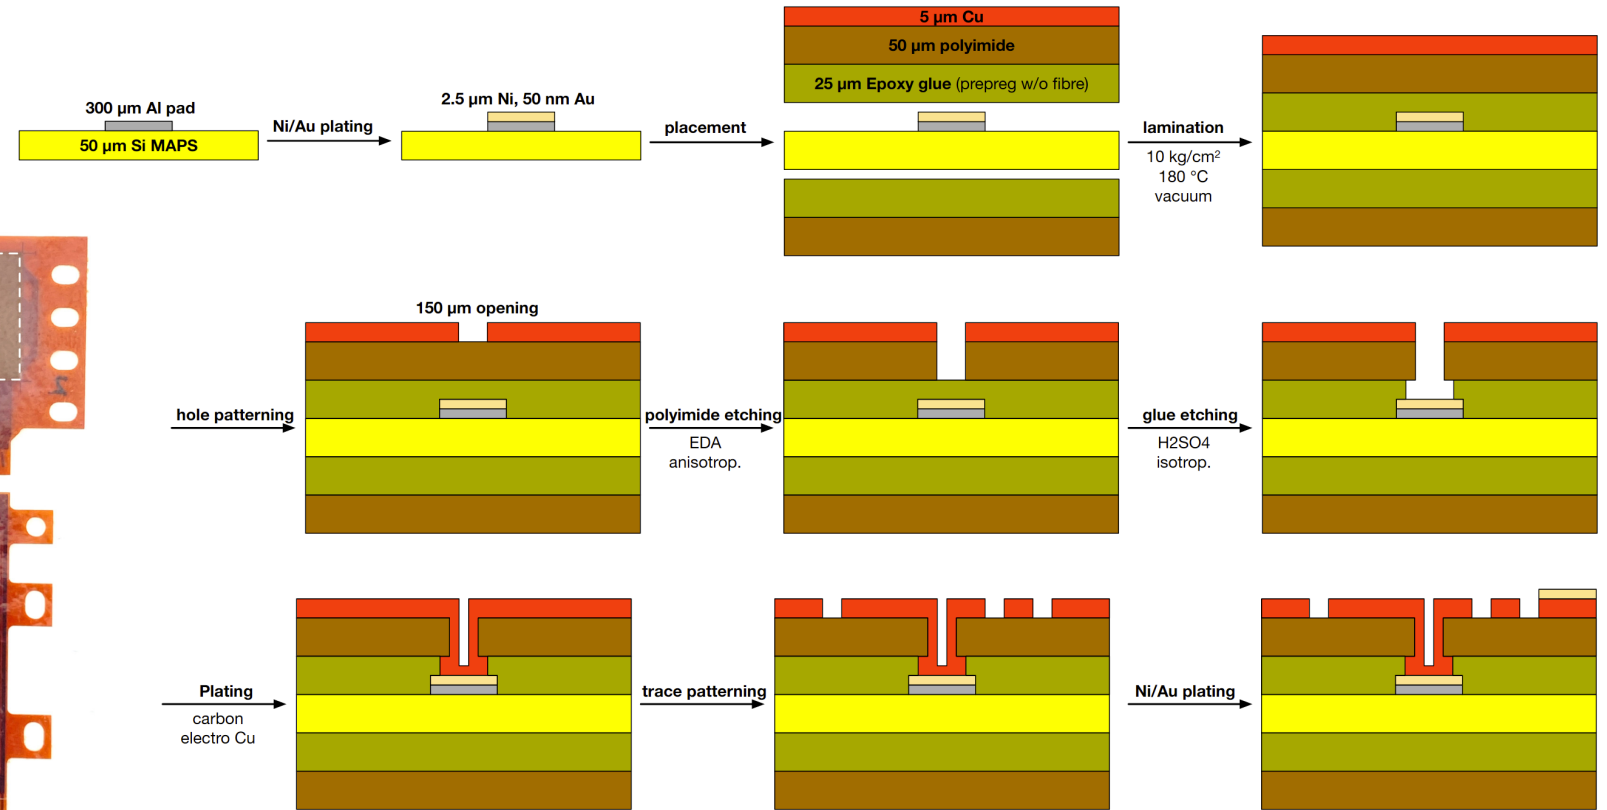 5 µm Cu
50 µm polyimide
25 µm Epoxy glue (prepreg w/o fibre)
300 µm Al pad
50 µm Si MAPS
Ni/Au plating
2.5 µm Ni, 50 nm Au
placement
lamination
10 kg/cm²
180 °C
vacuum
150 µm opening
hole patterning
polyimide etching
EDA
anisotrop.
glue etching
H2SO4
isotrop.
Plating
carbon
electro Cu
trace patterning
Ni/Au plating